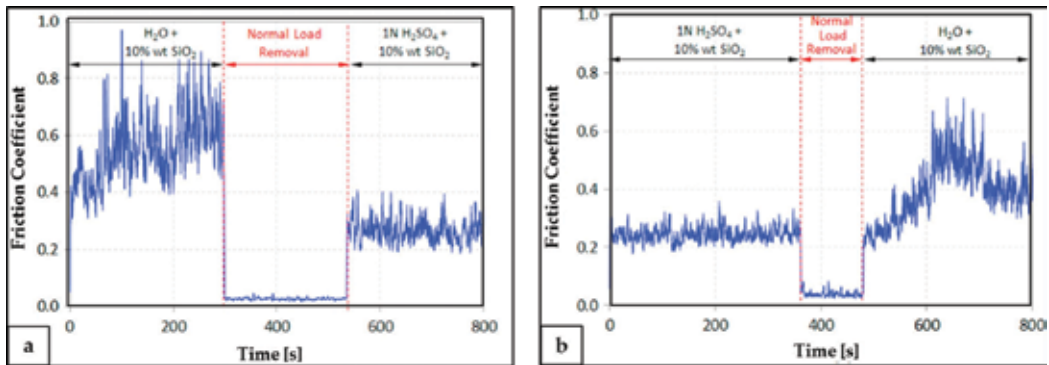 H₂O +
10% wt SiO₂
Normal Load
Removal
1N H₂SO₄ +
10% wt SiO₂
1.0
0.8
0.6
0.4
0.2
0.0
Friction Coefficient
0
200
400
600
800
Time [s]
a
1N H₂SO₄ +
10% wt SiO₂
Normal
Load
Removal
H₂O +
10% wt SiO₂
1.0
0.8
0.6
0.4
0.2
0.0
Friction Coefficient
0
200
400
600
800
Time [s]
b